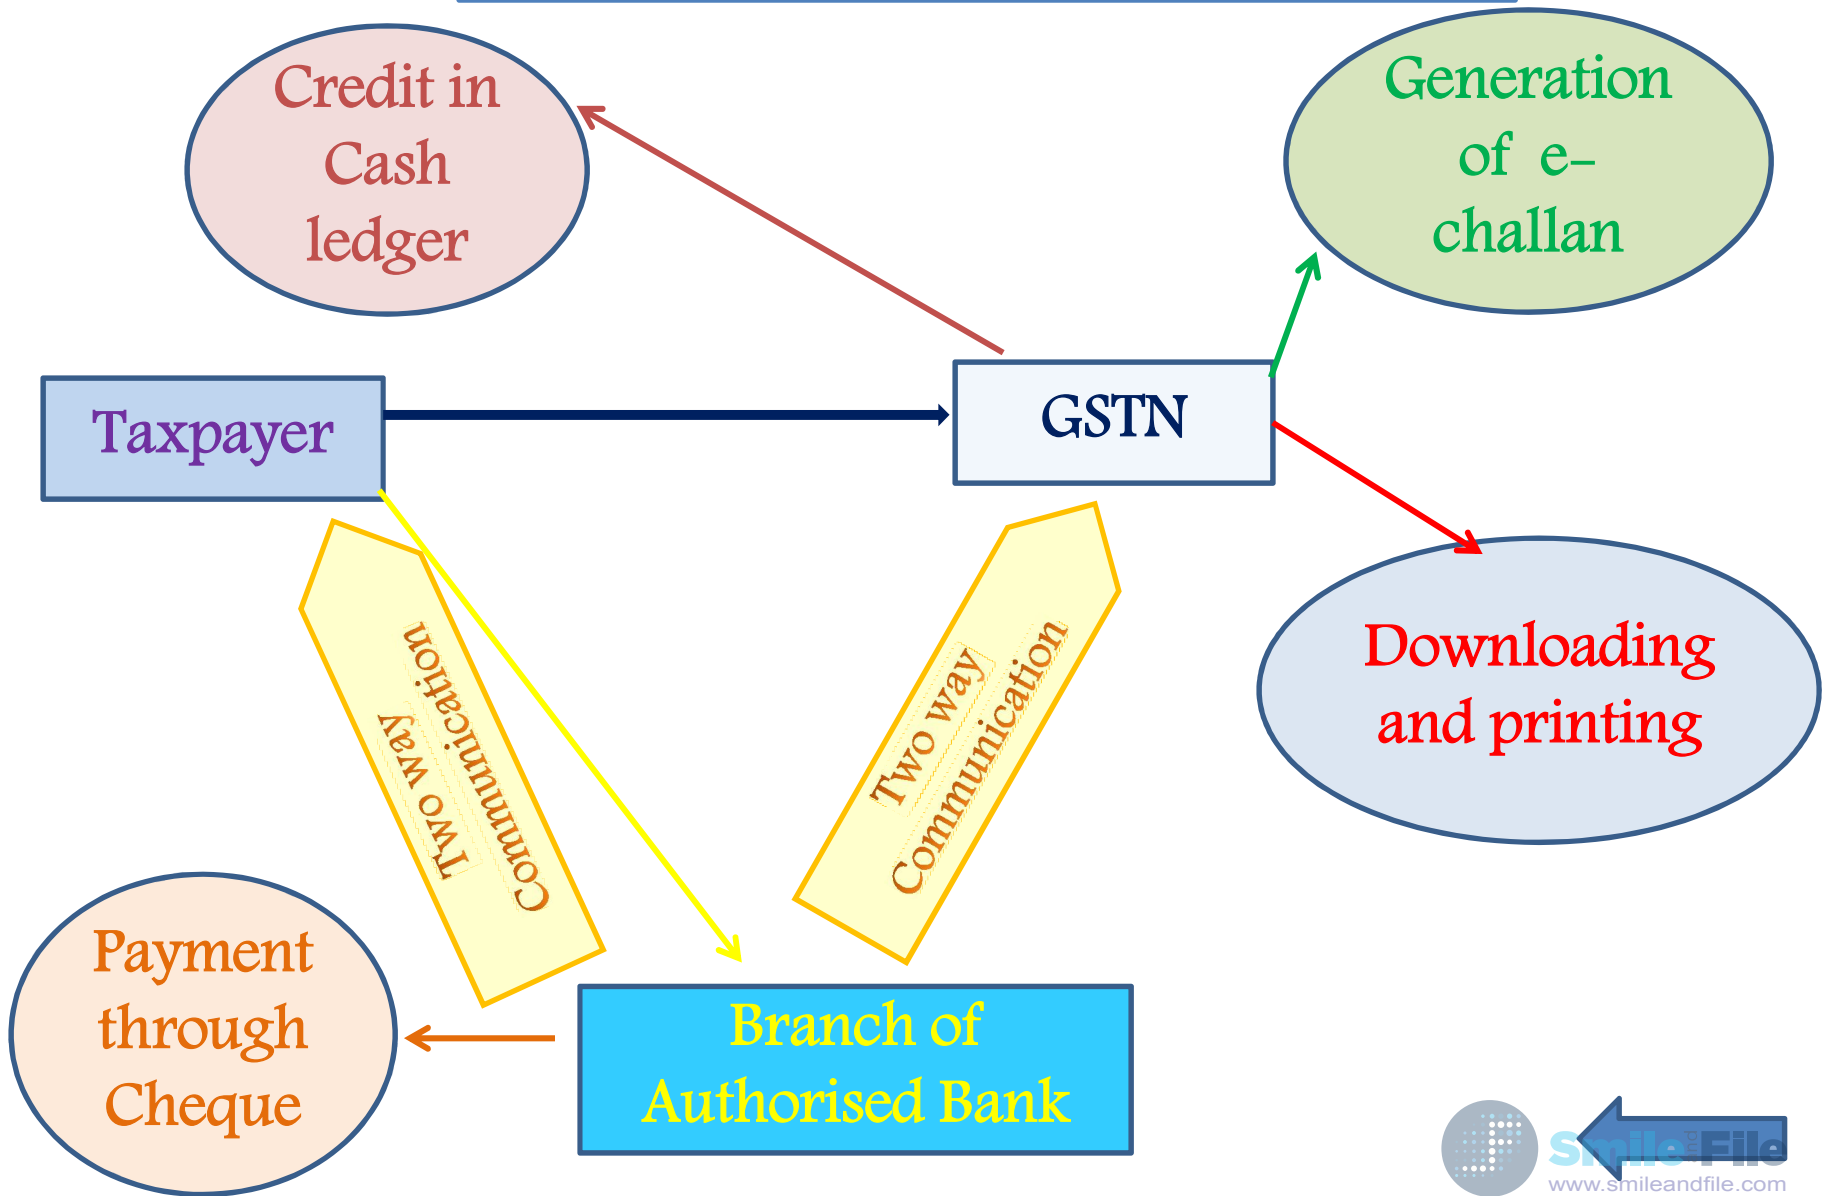 Credit in
Cash
ledger
Generation
of e-
challan
Taxpayer
GSTN
Two way
Communication
Two way
Communication
Downloading
and printing
Payment
through
Cheque
Branch of
Authorised Bank
Smile and File
www.smileandfile.com